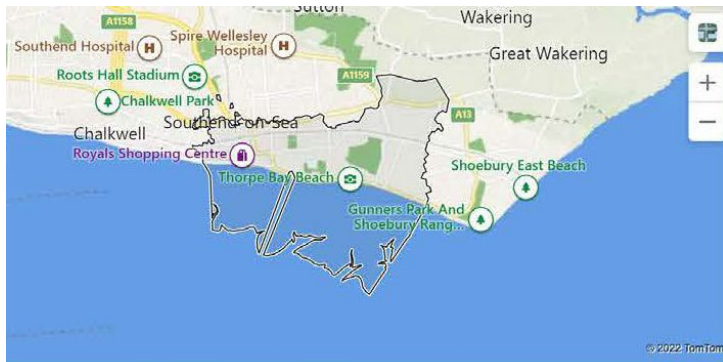 Sutton
Wakering
A1158
Spire Wellesley
Hospital
Southend Hospital
Great Wakering
Roots Hall Stadium
A1159
Chalkwell Park
A13
Southend-on-Sea
Chalkwell
Royals Shopping Centre
Shoebury East Beach
Thorpe Bay Beach
Gunners Park And
Shoebury Rang...
© 2022 TomTom